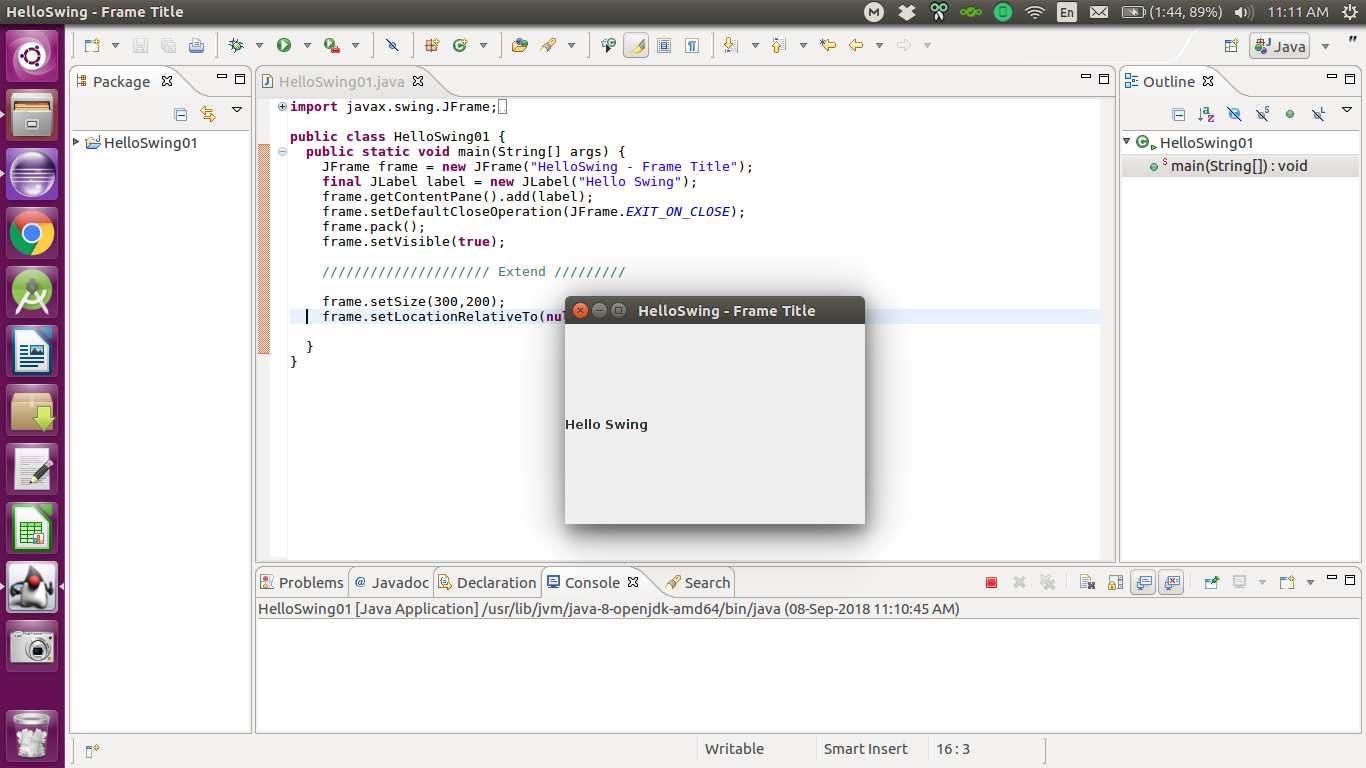 HelloSwing - Frame Title
M
En
(1:44, 89%)
11:11 AM
Java
"
Package
HelloSwing01
HelloSwing01.java
import javax.swing.JFrame;
public class HelloSwing01 {
public static void main(String[] args) {
JFrame frame = new JFrame("HelloSwing - Frame Title");
final JLabel label = new JLabel("Hello Swing");
frame.getContentPane().add(label);
frame.setDefaultCloseOperation(JFrame.EXIT_ON_CLOSE);
frame.pack();
frame.setVisible(true);
///////////////////// Extend /////////
frame.setSize(300,200);
frame.setLocationRelativeTo(nul
}
}
HelloSwing - Frame Title
Hello Swing
Outline
HelloSwing01
main(String[]) : void
Problems
@ Javadoc
Declaration
Console
Search
HelloSwing01 [Java Application] /usr/lib/jvm/java-8-openjdk-amd64/bin/java (08-Sep-2018 11:10:45 AM)
Writable
Smart Insert
16 : 3